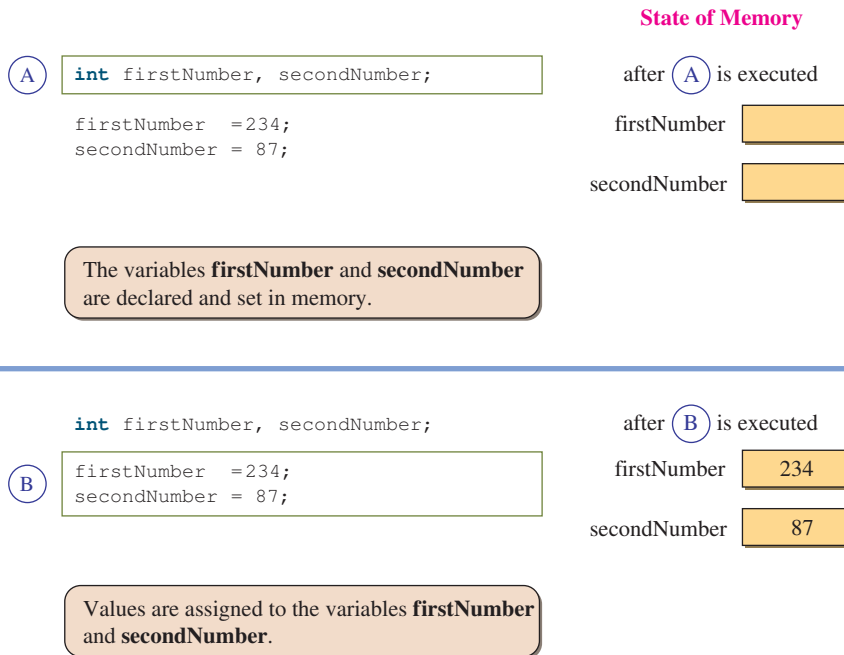 State of Memory
A
int firstNumber, secondNumber;
after A is executed
firstNumber =234;
secondNumber = 87;
firstNumber
secondNumber
The variables firstNumber and secondNumber
are declared and set in memory.
int firstNumber, secondNumber;
after B is executed
B
firstNumber =234;
secondNumber = 87;
firstNumber 234
secondNumber 87
Values are assigned to the variables firstNumber
and secondNumber.